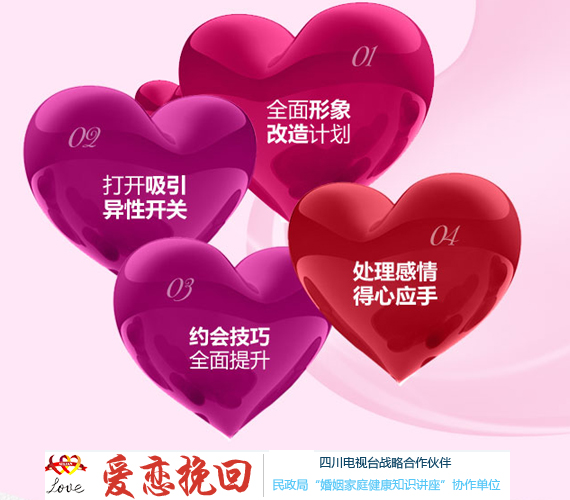 01
全面形象
改造计划
02
打开吸引
异性开关
04
处理感情
得心应手
03
约会技巧
全面提升
Love
爱恋挽回
四川电视台战略合作伙伴
民政局“婚姻家庭健康知识讲座”协作单位